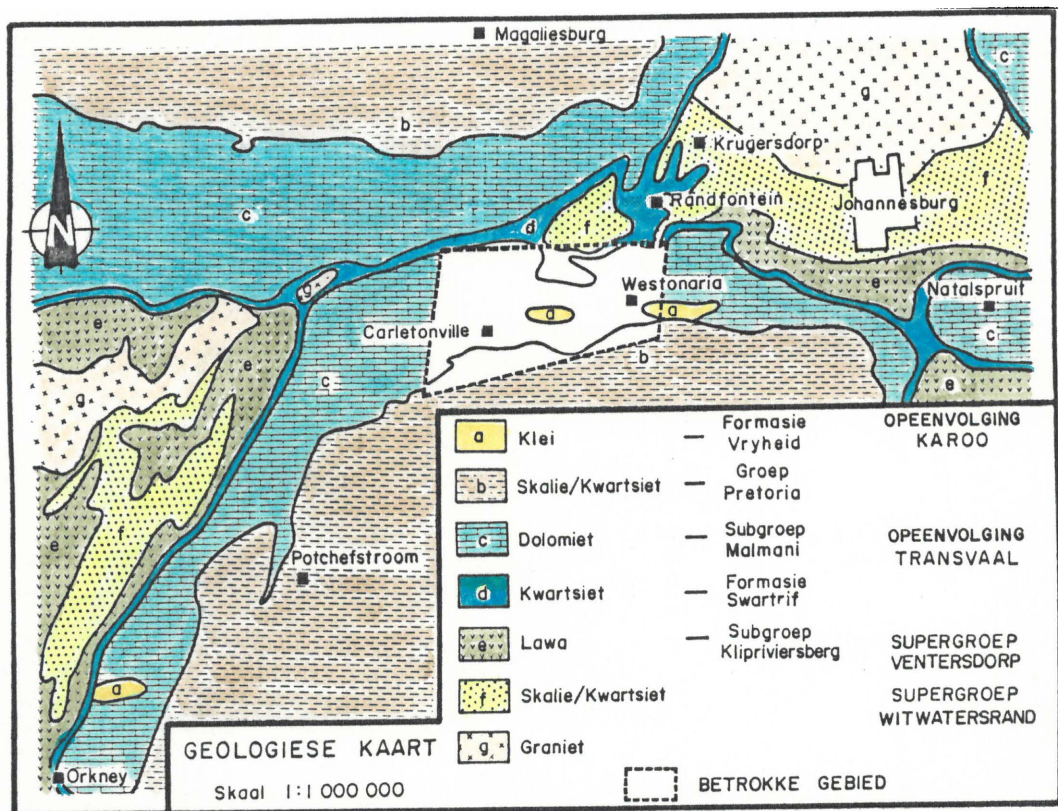 Magaliesburg
c
g
b
Krugersdorp
f
Johannesburg
Randfontein
c
d
f
N
g
Westonaria
Natalspruit
a
a
c
Carletonville
e
e
b
c
e
e
g
f
e
Potchefstroom
a
Orkney
a Klei — Formasie Vryheid OPEENVOLGING KAROO
b Skalie/Kwartsiet — Groep Pretoria
c Dolomiet — Subgroep Malmani OPEENVOLGING TRANSVAAL
d Kwartsiet — Formasie Swartrif
e Lawa — Subgroep Klipriviersberg SUPERGROEP VENTERSDORP
f Skalie/Kwartsiet SUPERGROEP WITWATERSRAND
g Graniet
BETROKKE GEBIED
GEOLOGIESE KAART
Skaal 1:1 000 000